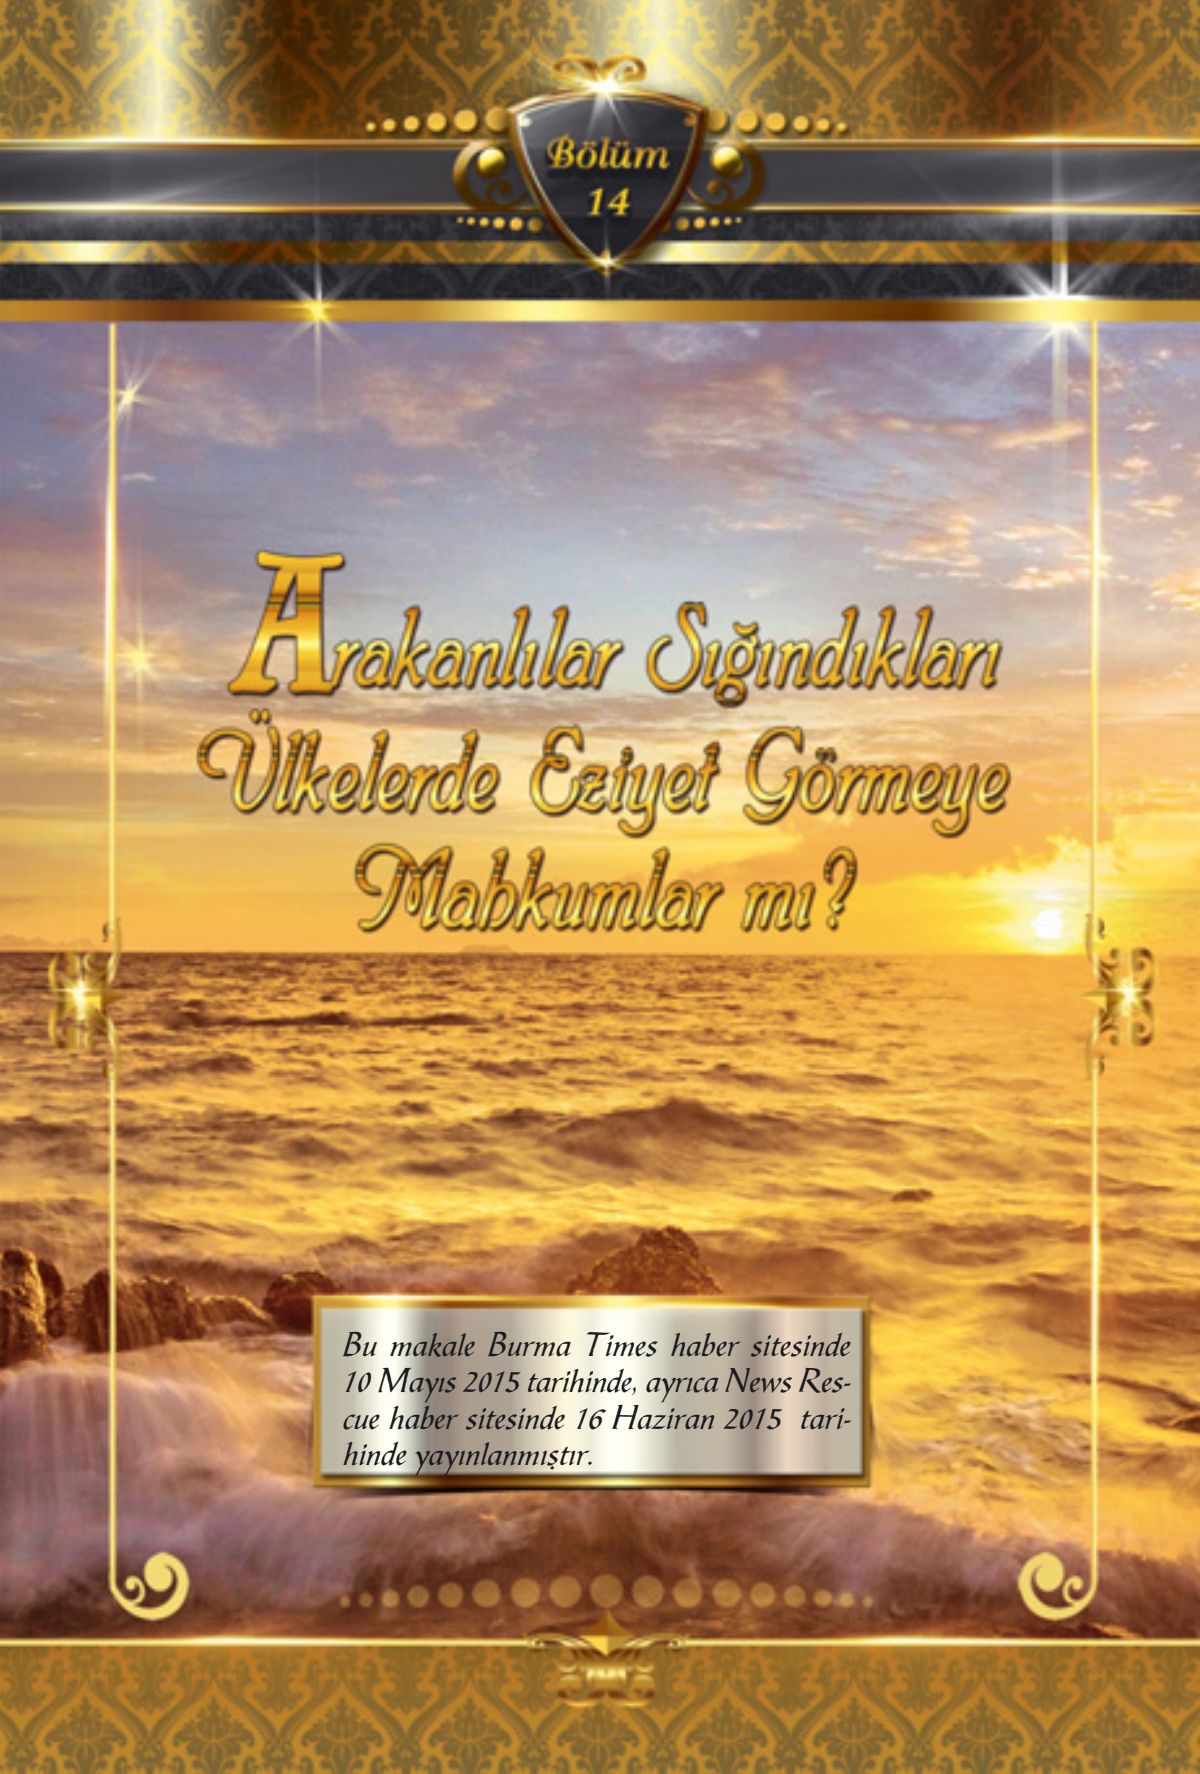 Bölüm
14
Arakanlılar Sığındıkları
Ülkelerde Eziyet Görmeye
Mahkumlar mı?
Bu makale Burma Times haber sitesinde
10 Mayıs 2015 tarihinde, ayrıca News Res-
cue haber sitesinde 16 Haziran 2015 tari-
hinde yayınlanmıştır.